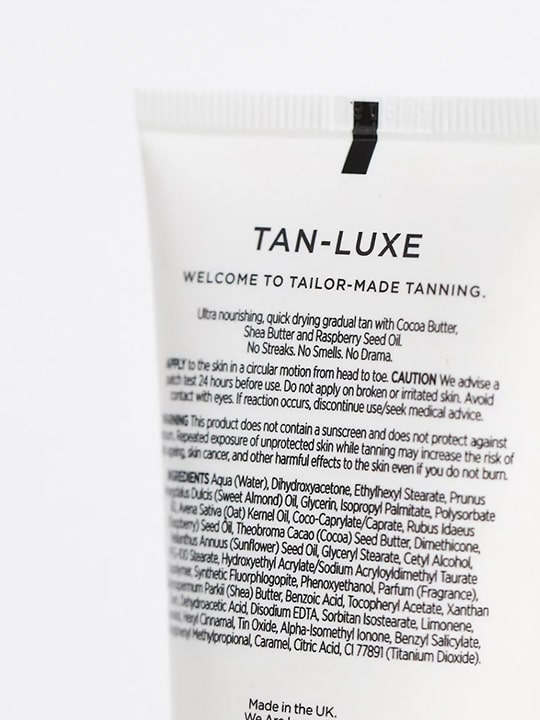 TAN-LUXE
WELCOME TO TAILOR-MADE TANNING.
Ultra nourishing, quick drying gradual tan with Cocoa Butter,
Shea Butter and Raspberry Seed Oil.
No Streaks. No Smells. No Drama.
APPLY to the skin in a circular motion from head to toe. CAUTION We advise a
patch test 24 hours before use. Do not apply on broken or irritated skin. Avoid
contact with eyes. If reaction occurs, discontinue use/seek medical advice.
WARNING This product does not contain a sunscreen and does not protect against
Repeated exposure of unprotected skin while tanning may increase the risk of
ageing, skin cancer, and other harmful effects to the skin even if you do not burn.
INGREDIENTS Aqua (Water), Dihydroxyacetone, Ethylhexyl Stearate, Prunus
Dulcis (Sweet Almond) Oil, Glycerin, Isopropyl Palmitate, Polysorbate
Avena Sativa (Oat) Kernel Oil, Coco-Caprylate/Caprate, Rubus Idaeus
(Raspberry) Seed Oil, Theobroma Cacao (Cocoa) Seed Butter, Dimethicone,
Annuus (Sunflower) Seed Oil, Glyceryl Stearate, Cetyl Alcohol,
Stearate, Hydroxyethyl Acrylate/Sodium Acryloyldimethyl Taurate
Synthetic Fluorphlogopite, Phenoxyethanol, Parfum (Fragrance),
Parkii (Shea) Butter, Benzoic Acid, Tocopheryl Acetate, Xanthan
Dehydroacetic Acid, Disodium EDTA, Sorbitan Isostearate, Limonene,
Hexyl Cinnamal, Tin Oxide, Alpha-Isomethyl Ionone, Benzyl Salicylate,
Methylpropional, Caramel, Citric Acid, CI 77891 (Titanium Dioxide).
Made in the UK.
We Are